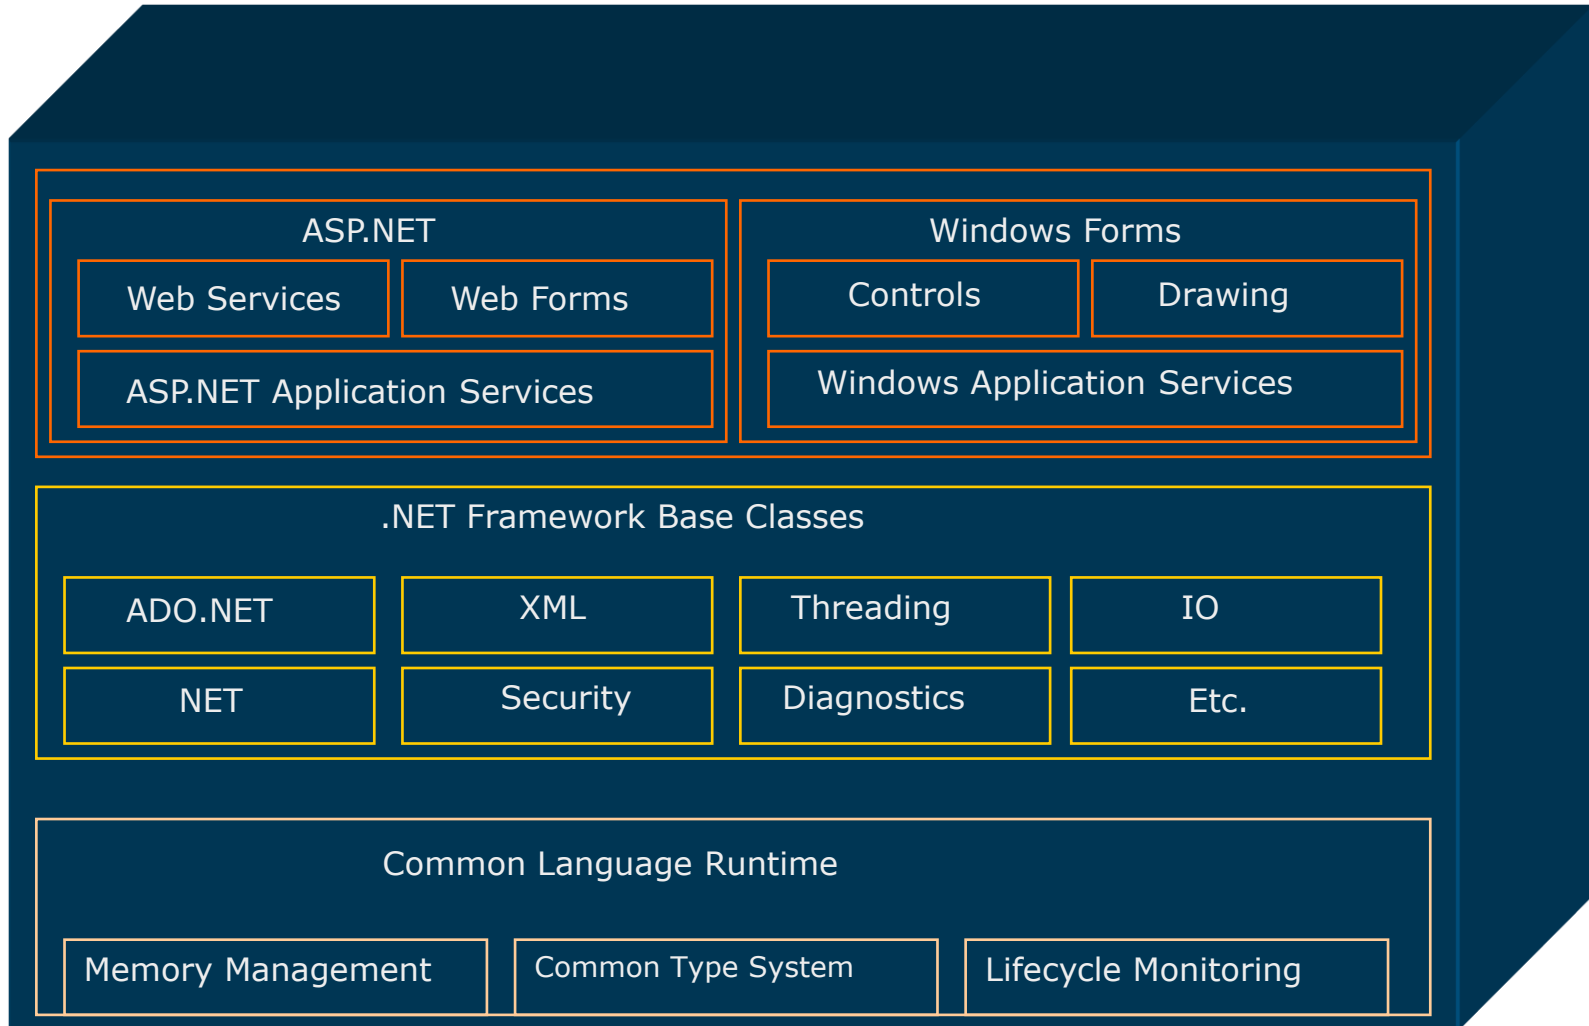 ASP.NET
Windows Forms
Web Services
Web Forms
Controls
Drawing
ASP.NET Application Services
Windows Application Services
.NET Framework Base Classes
ADO.NET
XML
Threading
IO
NET
Security
Diagnostics
Etc.
Common Language Runtime
Memory Management
Common Type System
Lifecycle Monitoring